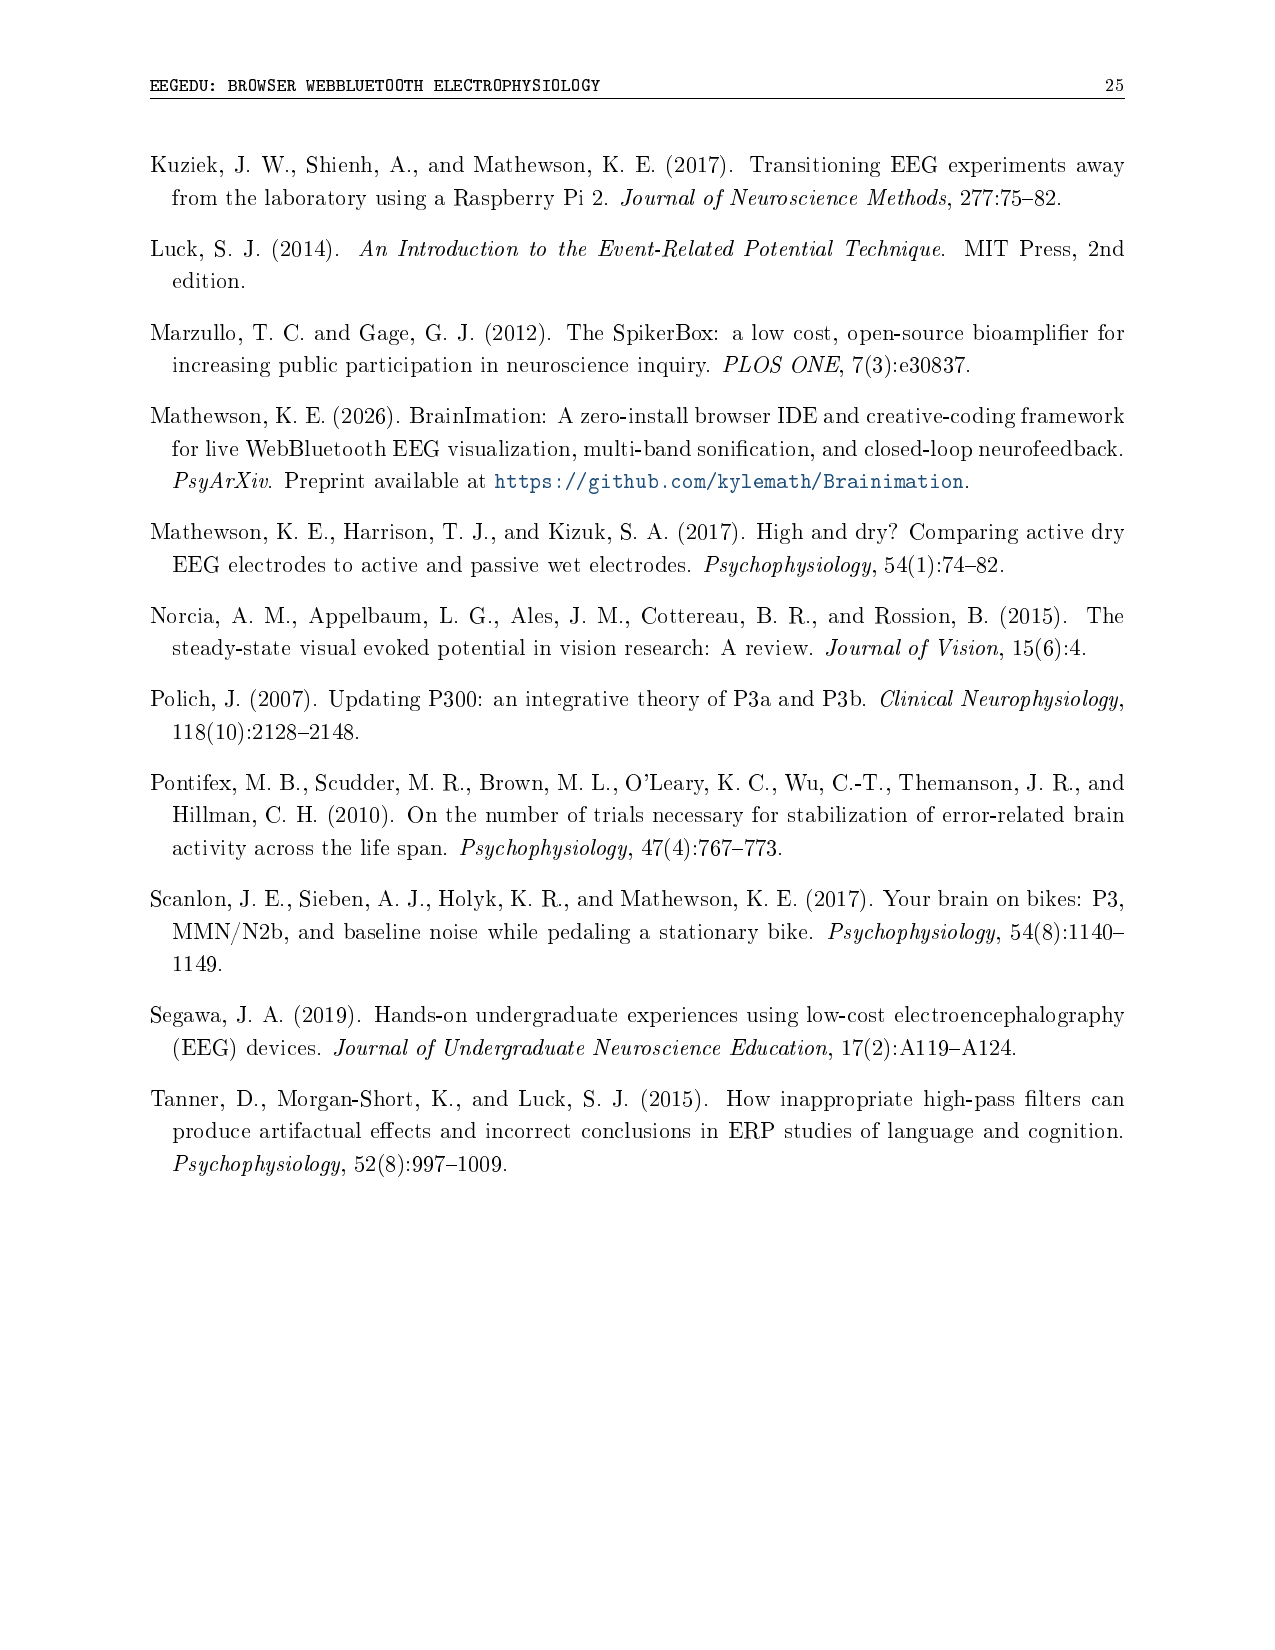 EEGEDU: BROWSER WEBBLUETOOTH ELECTROPHYSIOLOGY 25
Kuziek, J. W., Shienh, A., and Mathewson, K. E. (2017). Transitioning EEG experiments away
from the laboratory using a Raspberry Pi 2. Journal of Neuroscience Methods, 277:75–82.
Luck, S. J. (2014). An Introduction to the Event-Related Potential Technique. MIT Press, 2nd
edition.
Marzullo, T. C. and Gage, G. J. (2012). The SpikerBox: a low cost, open-source bioamplifier for
increasing public participation in neuroscience inquiry. PLOS ONE, 7(3):e30837.
Mathewson, K. E. (2026). BrainImation: A zero-install browser IDE and creative-coding framework
for live WebBluetooth EEG visualization, multi-band sonification, and closed-loop neurofeedback.
PsyArXiv. Preprint available at https://github.com/kylemath/Brainimation.
Mathewson, K. E., Harrison, T. J., and Kizuk, S. A. (2017). High and dry? Comparing active dry
EEG electrodes to active and passive wet electrodes. Psychophysiology, 54(1):74–82.
Norcia, A. M., Appelbaum, L. G., Ales, J. M., Cottereau, B. R., and Rossion, B. (2015). The
steady-state visual evoked potential in vision research: A review. Journal of Vision, 15(6):4.
Polich, J. (2007). Updating P300: an integrative theory of P3a and P3b. Clinical Neurophysiology,
118(10):2128–2148.
Pontifex, M. B., Scudder, M. R., Brown, M. L., O'Leary, K. C., Wu, C.-T., Themanson, J. R., and
Hillman, C. H. (2010). On the number of trials necessary for stabilization of error-related brain
activity across the life span. Psychophysiology, 47(4):767–773.
Scanlon, J. E., Sieben, A. J., Holyk, K. R., and Mathewson, K. E. (2017). Your brain on bikes: P3,
MMN/N2b, and baseline noise while pedaling a stationary bike. Psychophysiology, 54(8):1140–
1149.
Segawa, J. A. (2019). Hands-on undergraduate experiences using low-cost electroencephalography
(EEG) devices. Journal of Undergraduate Neuroscience Education, 17(2):A119–A124.
Tanner, D., Morgan-Short, K., and Luck, S. J. (2015). How inappropriate high-pass filters can
produce artifactual effects and incorrect conclusions in ERP studies of language and cognition.
Psychophysiology, 52(8):997–1009.